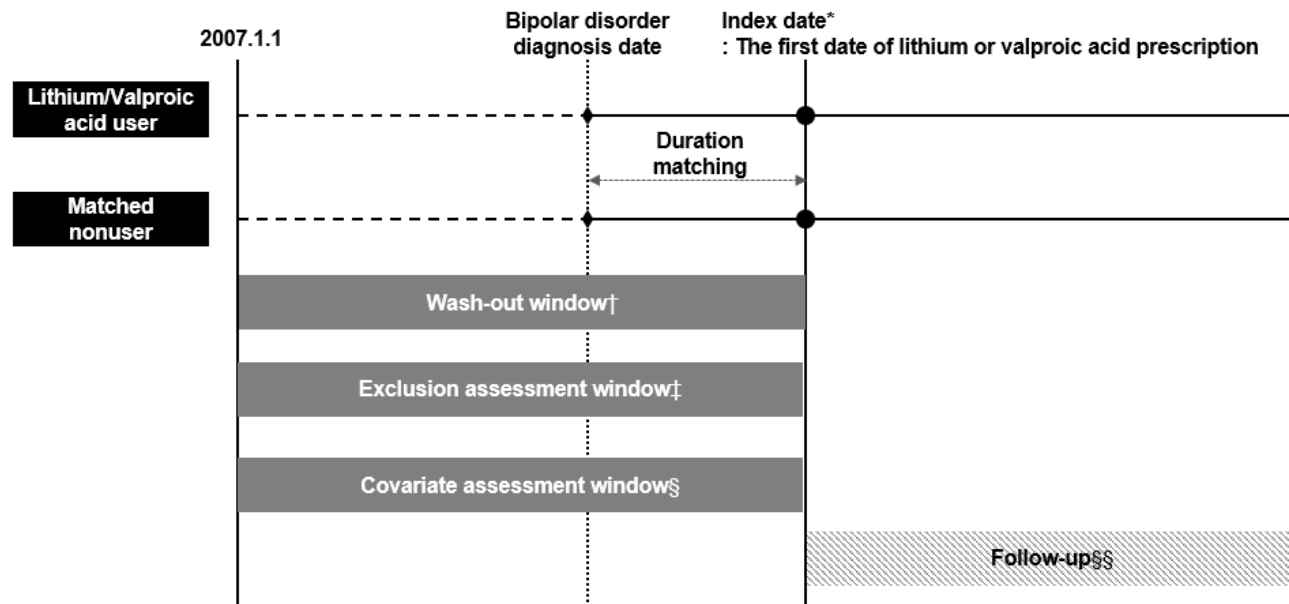 2007.1.1
Bipolar disorder
diagnosis date
Index date*
: The first date of lithium or valproic acid prescription
Lithium/Valproic
acid user
Duration
matching
Matched
nonuser
Wash-out window†
Exclusion assessment window‡
Covariate assessment window§
Follow-up§§